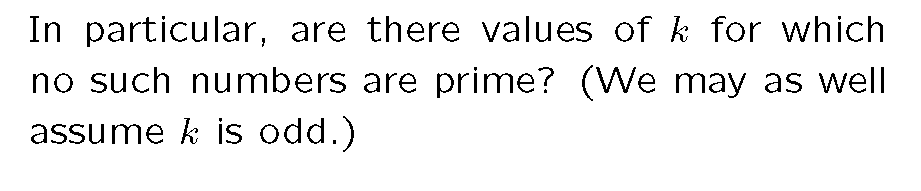 In particular, are there values of k for which
no such numbers are prime? (We may as well
assume k is odd.)